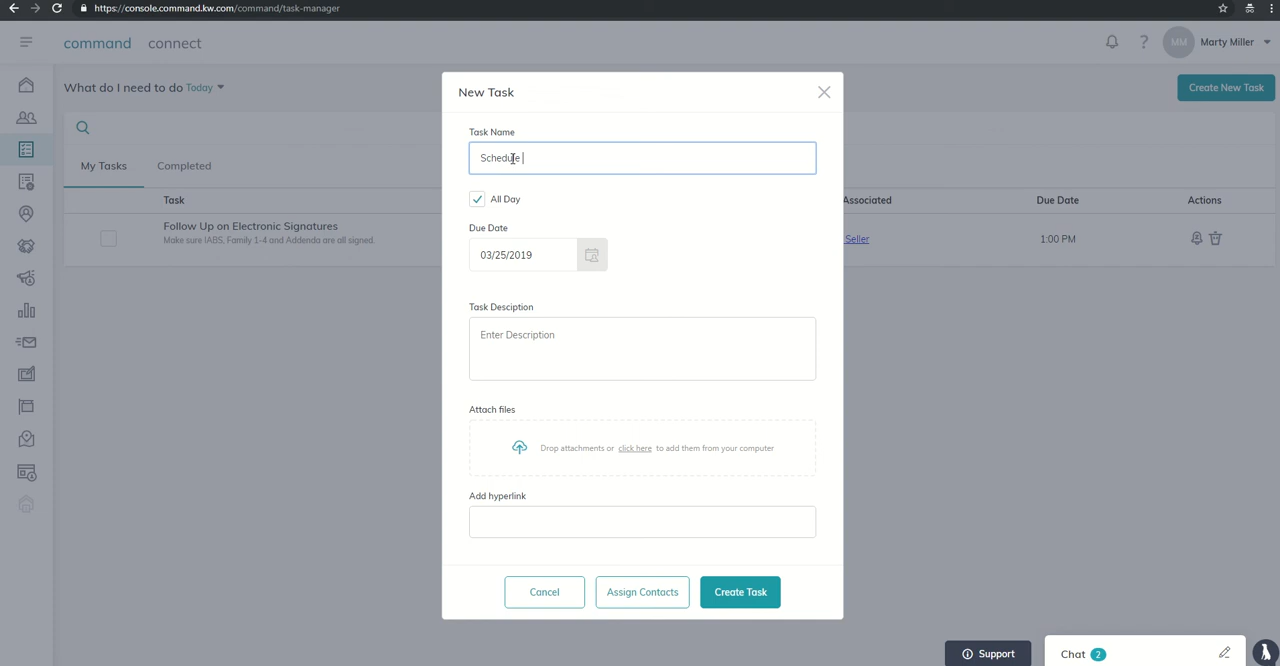 https://console.command.kw.com/command/task-manager
command connect
MM Marty Miller
What do I need to do Today
Create New Task
My Tasks Completed
Task Associated Due Date Actions
Follow Up on Electronic Signatures
Make sure IABS, Family 1-4 and Addenda are all signed.
Seller 1:00 PM
New Task
Task Name
Schedule
All Day
Due Date
03/25/2019
Task Desciption
Enter Description
Attach files
Drop attachments or click here to add them from your computer
Add hyperlink
Cancel Assign Contacts Create Task
Support Chat 2